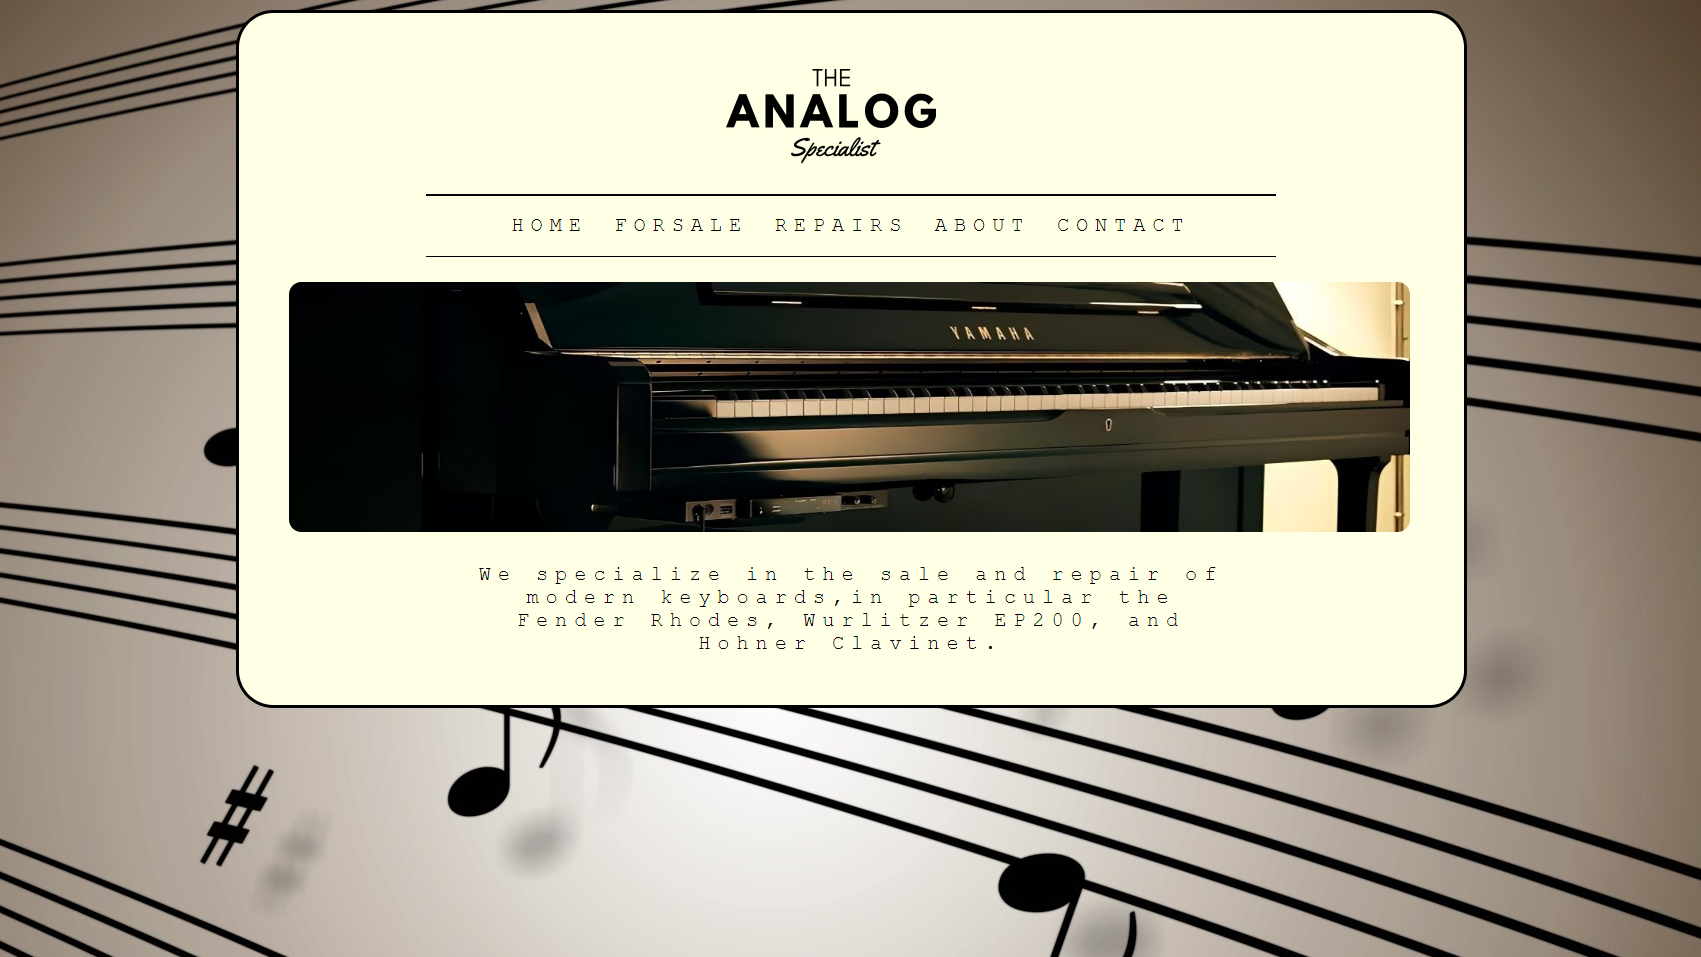 THE
ANALOG
Specialist
HOME FORSALE REPAIRS ABOUT CONTACT
YAMAHA
We specialize in the sale and repair of
modern keyboards,in particular the
Fender Rhodes, Wurlitzer EP200, and
Hohner Clavinet.